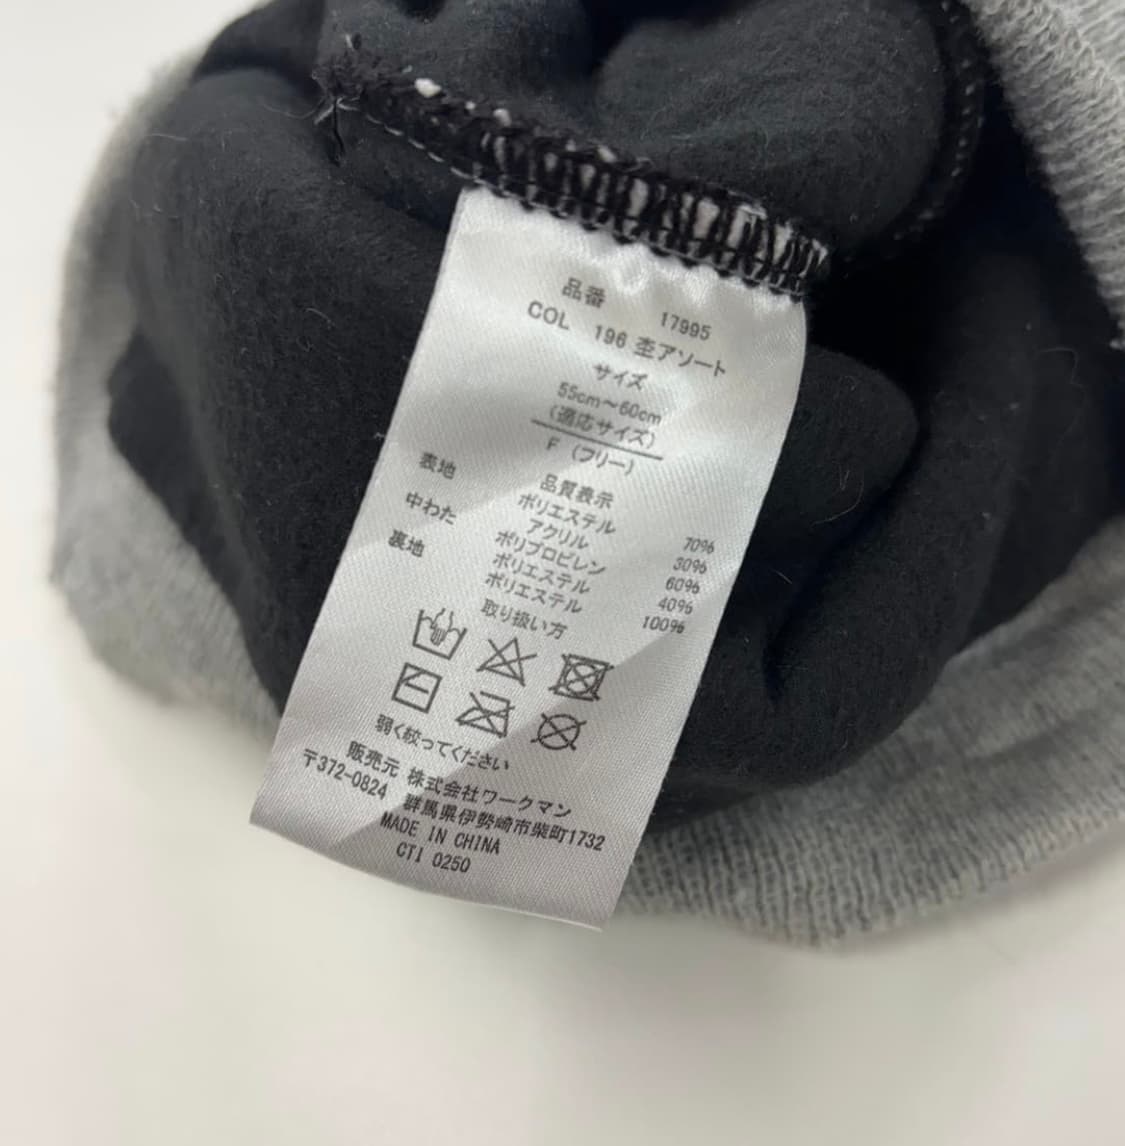 品番 17995
COL 196 杢アソート
サイズ
55cm～60cm
(適応サイズ)
F (フリー)
品質表示
表地 ポリエステル 70%
アクリル 30%
中わた ポリプロピレン 60%
ポリエステル 40%
裏地 ポリエステル 100%
取り扱い方
弱く絞ってください
販売元 株式会社ワークマン
〒372-0824 群馬県伊勢崎市柴町1732
MADE IN CHINA
CTI 0250